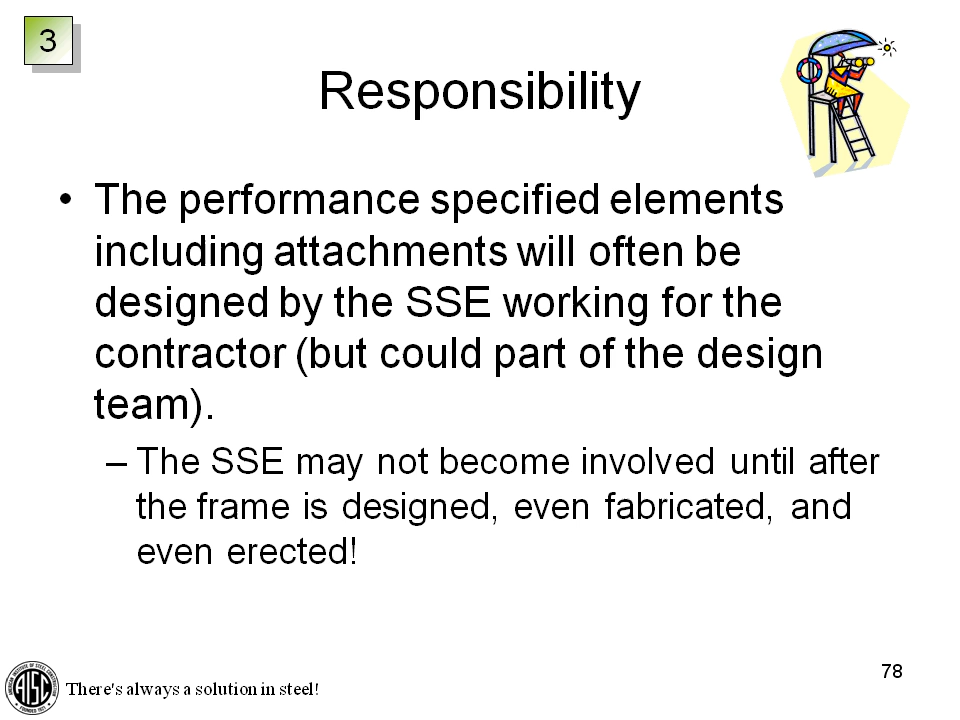 3
Responsibility
• The performance specified elements
including attachments will often be
designed by the SSE working for the
contractor (but could part of the design
team).
– The SSE may not become involved until after
the frame is designed, even fabricated, and
even erected!
78
AISC
There's always a solution in steel!